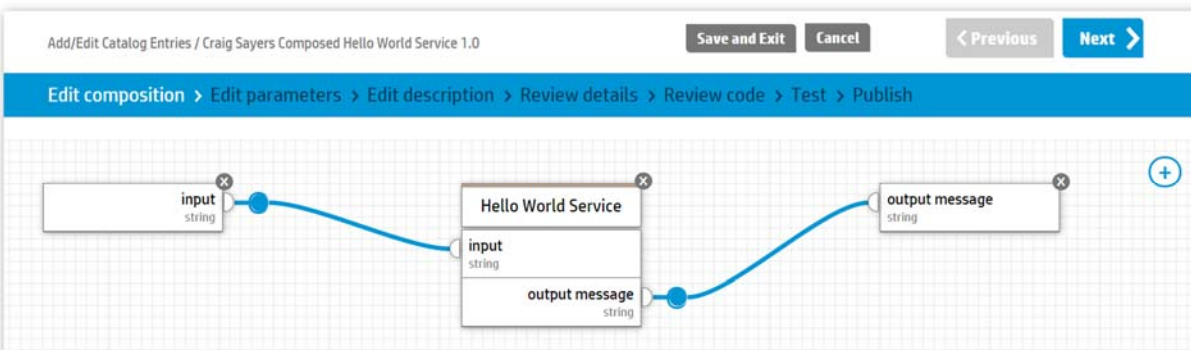 Add/Edit Catalog Entries / Craig Sayers Composed Hello World Service 1.0
Save and Exit
Cancel
Previous
Next
Edit composition > Edit parameters > Edit description > Review details > Review code > Test > Publish
input
string
Hello World Service
input
string
output message
string
output message
string